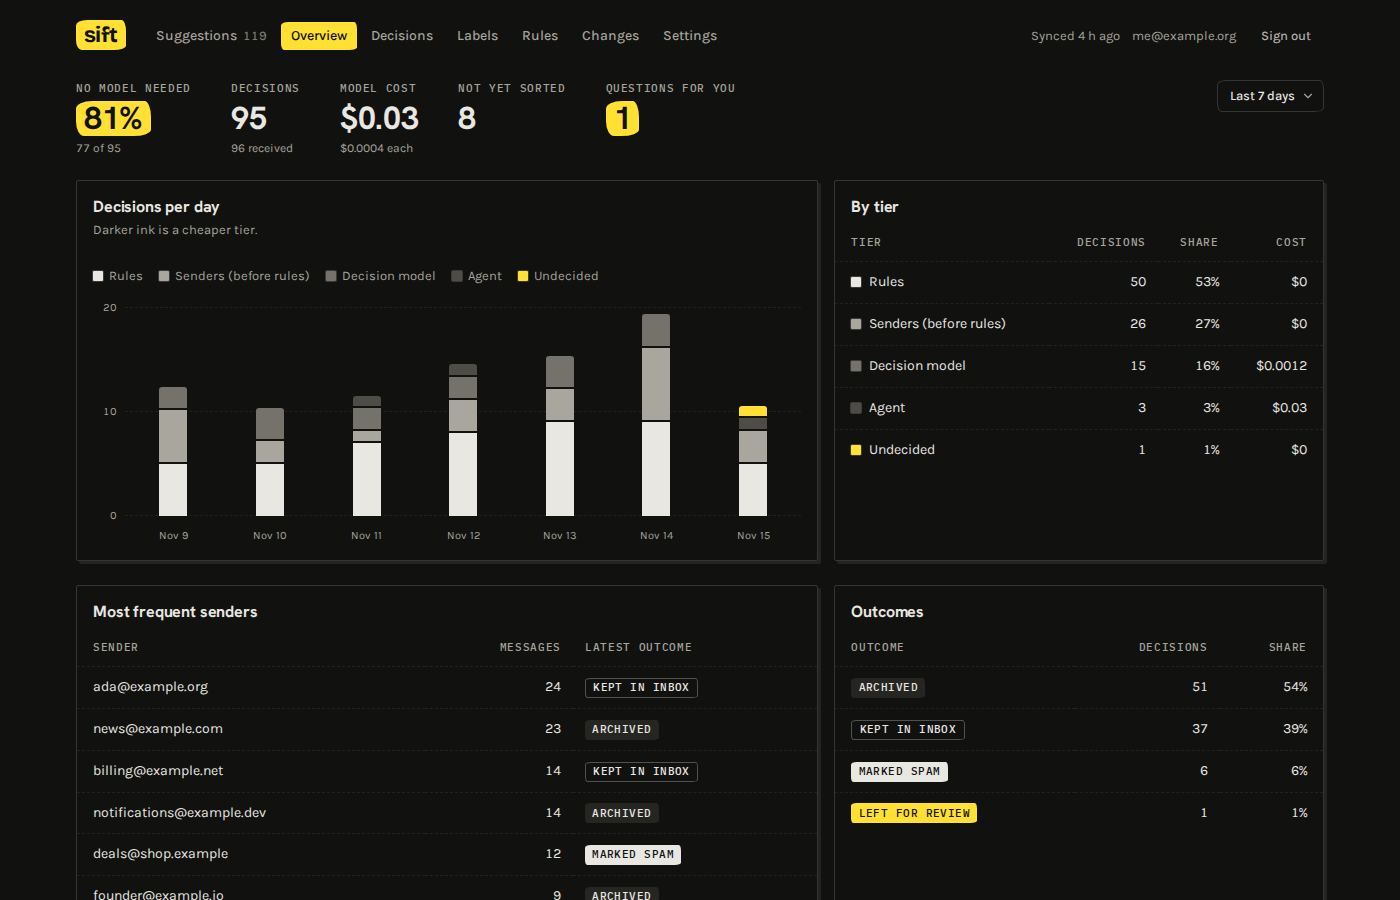 sift Suggestions 119 Overview Decisions Labels Rules Changes Settings Synced 4 h ago me@example.org Sign out
NO MODEL NEEDED DECISIONS MODEL COST NOT YET SORTED QUESTIONS FOR YOU
81% 95 $0.03 8 1 Last 7 days
77 of 95 96 received $0.0004 each
Decisions per day
Darker ink is a cheaper tier.
Rules Senders (before rules) Decision model Agent Undecided
20
10
0
Nov 9 Nov 10 Nov 11 Nov 12 Nov 13 Nov 14 Nov 15
By tier
TIER DECISIONS SHARE COST
Rules 50 53% $0
Senders (before rules) 26 27% $0
Decision model 15 16% $0.0012
Agent 3 3% $0.03
Undecided 1 1% $0
Most frequent senders
SENDER MESSAGES LATEST OUTCOME
ada@example.org 24 KEPT IN INBOX
news@example.com 23 ARCHIVED
billing@example.net 14 KEPT IN INBOX
notifications@example.dev 14 ARCHIVED
deals@shop.example 12 MARKED SPAM
founder@example.io 9 ARCHIVED
Outcomes
OUTCOME DECISIONS SHARE
ARCHIVED 51 54%
KEPT IN INBOX 37 39%
MARKED SPAM 6 6%
LEFT FOR REVIEW 1 1%